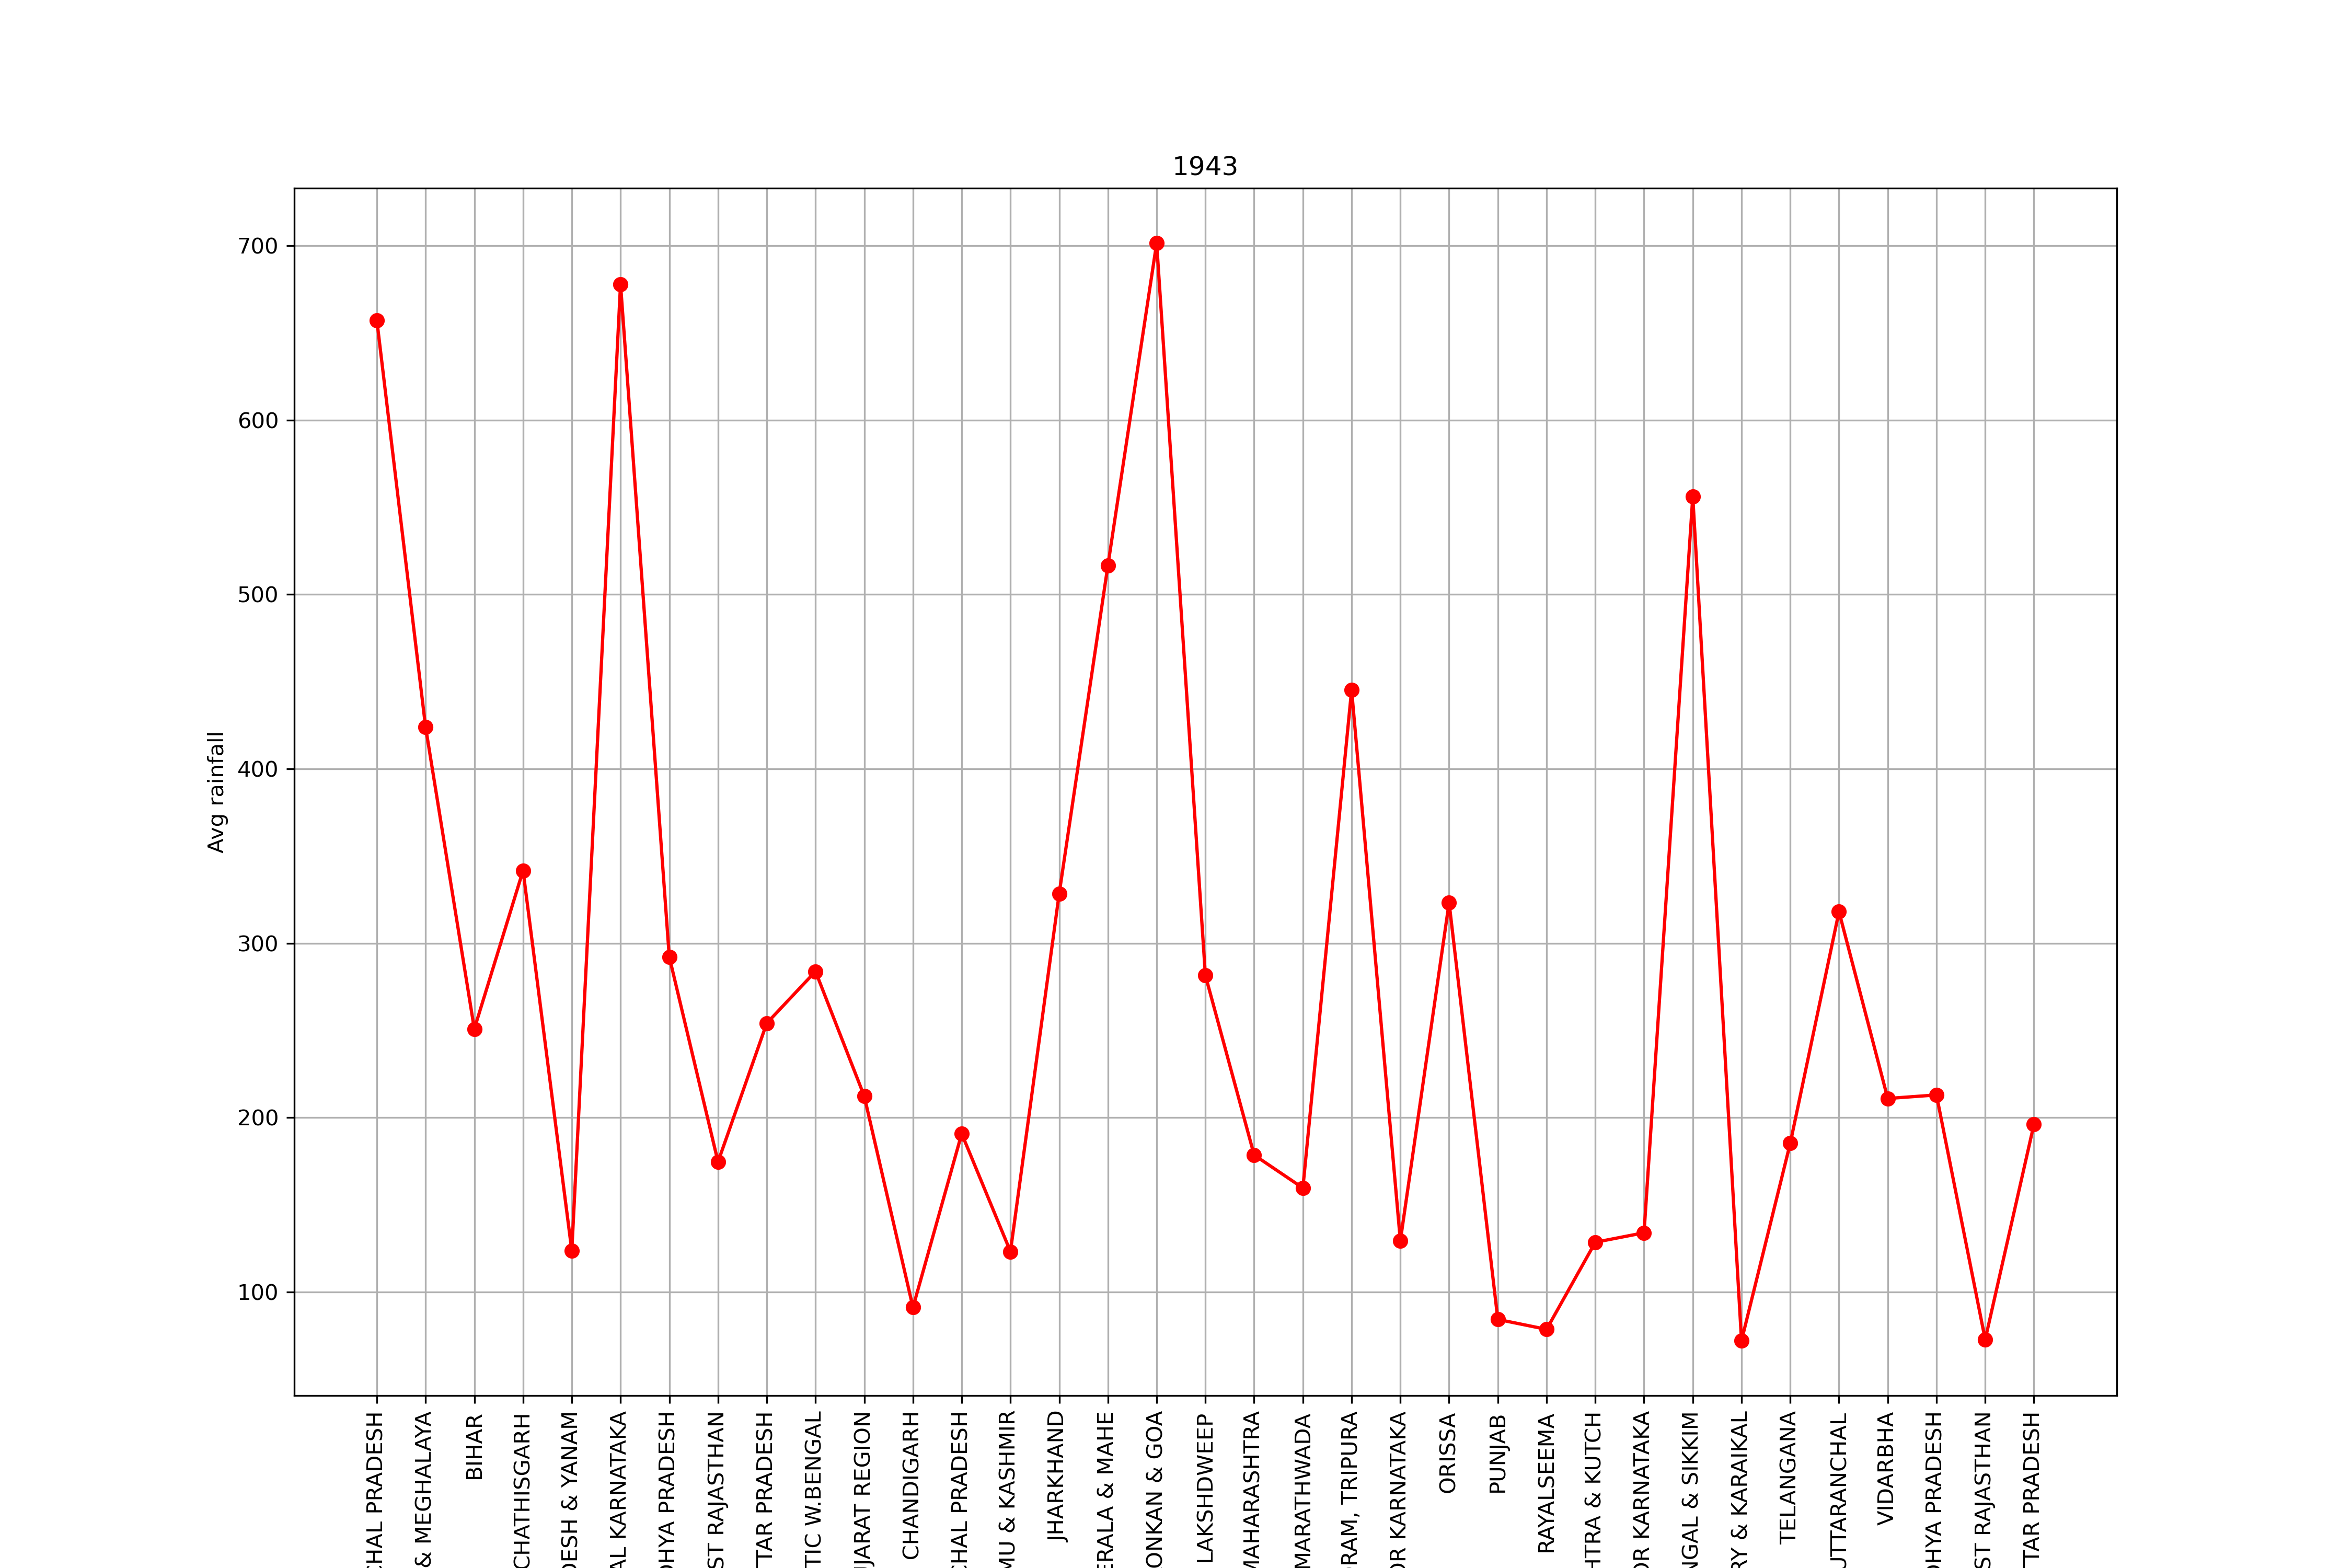 1943
Avg rainfall
700
600
500
400
300
200
100
CHAL PRADESH
& MEGHALAYA
BIHAR
CHATHISGARH
DESH & YANAM
AL KARNATAKA
DHYA PRADESH
ST RAJASTHAN
TTAR PRADESH
TIC W.BENGAL
JARAT REGION
CHANDIGARH
CHAL PRADESH
MU & KASHMIR
JHARKHAND
ERALA & MAHE
ONKAN & GOA
LAKSHDWEEP
MAHARASHTRA
MARATHWADA
RAM, TRIPURA
OR KARNATAKA
ORISSA
PUNJAB
RAYALSEEMA
HTRA & KUTCH
OR KARNATAKA
NGAL & SIKKIM
RY & KARAIKAL
TELANGANA
UTTARANCHAL
VIDARBHA
DHYA PRADESH
ST RAJASTHAN
TTAR PRADESH